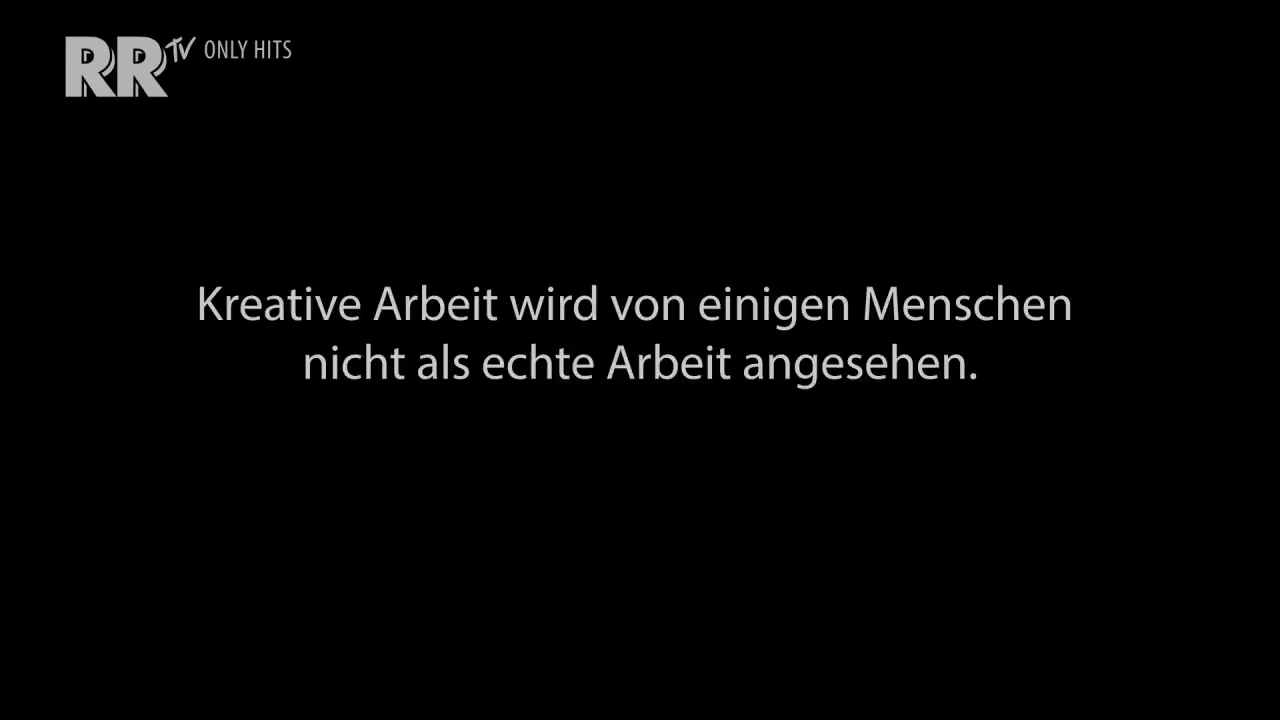 RR TV ONLY HITS
Kreative Arbeit wird von einigen Menschen
nicht als echte Arbeit angesehen.